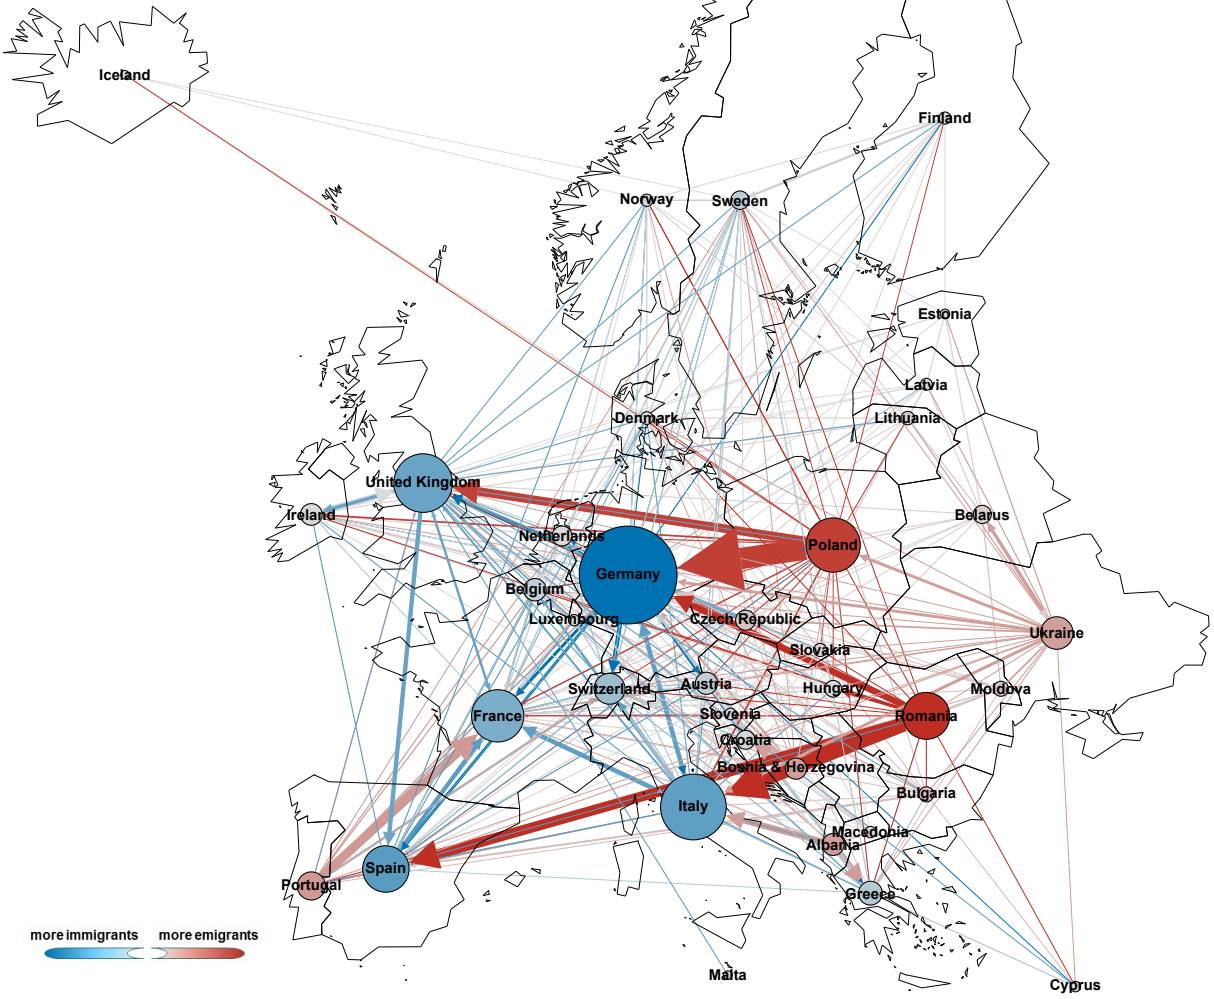 Iceland
Finland
Norway
Sweden
Estonia
Latvia
Denmark
Lithuania
United Kingdom
Ireland
Belarus
Netherlands
Poland
Germany
Belgium
Luxembourg
Czech Republic
Ukraine
Slovakia
Switzerland
Austria
Hungary
Moldova
France
Slovenia
Romania
Croatia
Bosnia & Herzegovina
Bulgaria
Italy
Macedonia
Albania
Spain
Portugal
Greece
more immigrants
more emigrants
Malta
Cyprus